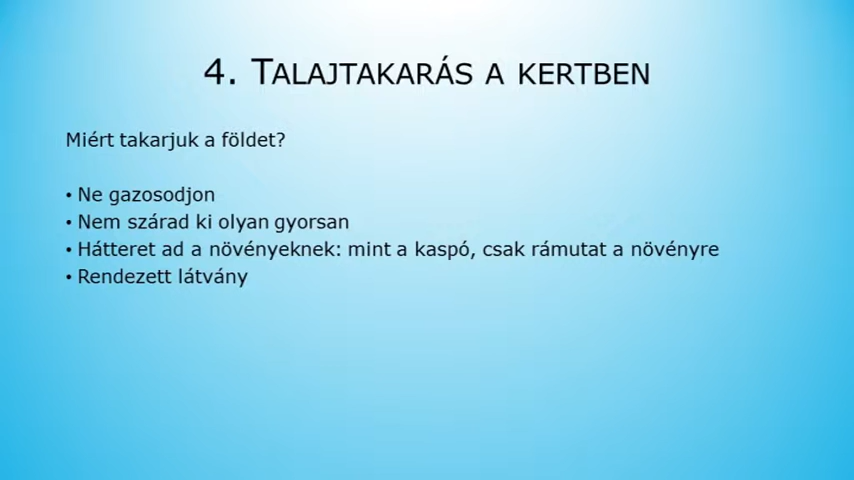 4. Talajtakarás a kertben
Miért takarjuk a földet?
• Ne gazosodjon
• Nem szárad ki olyan gyorsan
• Hátteret ad a növényeknek: mint a kaspó, csak rámutat a növényre
• Rendezett látvány